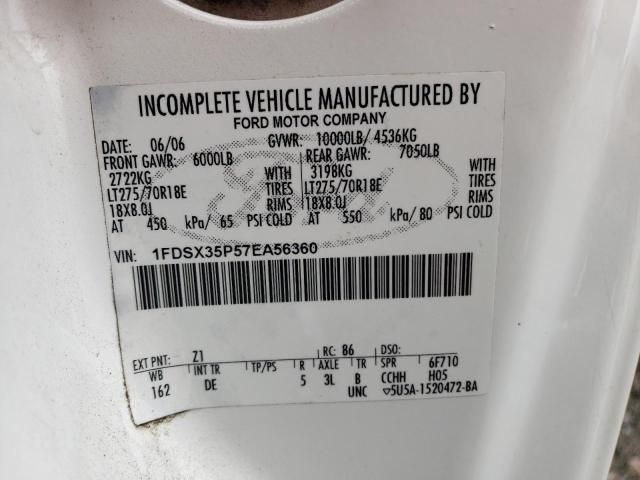 INCOMPLETE VEHICLE MANUFACTURED BY
FORD MOTOR COMPANY
DATE: 06/06 GVWR: 10000LB/ 4536KG
FRONT GAWR: 6000LB REAR GAWR: 7050LB
2722KG WITH 3198KG WITH
LT275/70R18E TIRES LT275/70R18E TIRES
18X8.0J RIMS 18X8.0J RIMS
AT 450 kPa/ 65 PSI COLD AT 550 kPa/ 80 PSI COLD
Ford
VIN: 1FDSX35P57EA56360
EXT PNT: Z1 RC: 86 DSO:
WB INT TR TP/PS R AXLE TR SPR 6F710
162 DE 5 3L B CCHH H05
UNC ▽5U5A-1520472-BA